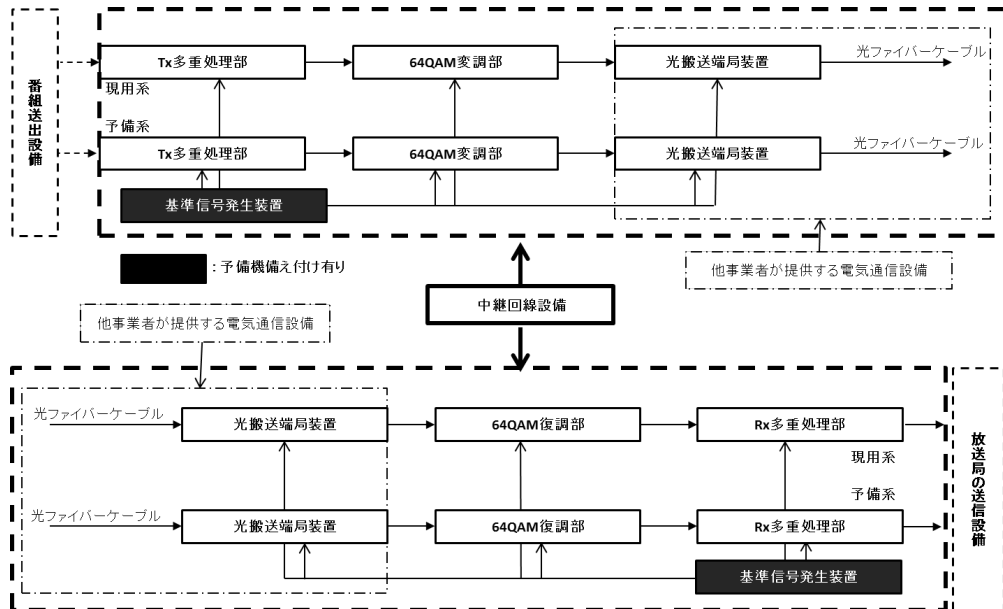 番組送出設備
Tx多重処理部
64QAM変調部
光搬送端局装置
光ファイバーケーブル
現用系
予備系
Tx多重処理部
64QAM変調部
光搬送端局装置
光ファイバーケーブル
基準信号発生装置
：予備機備え付け有り
他事業者が提供する電気通信設備
中継回線設備
他事業者が提供する電気通信設備
光ファイバーケーブル
光搬送端局装置
64QAM復調部
Rx多重処理部
現用系
予備系
光ファイバーケーブル
光搬送端局装置
64QAM復調部
Rx多重処理部
基準信号発生装置
放送局の送信設備